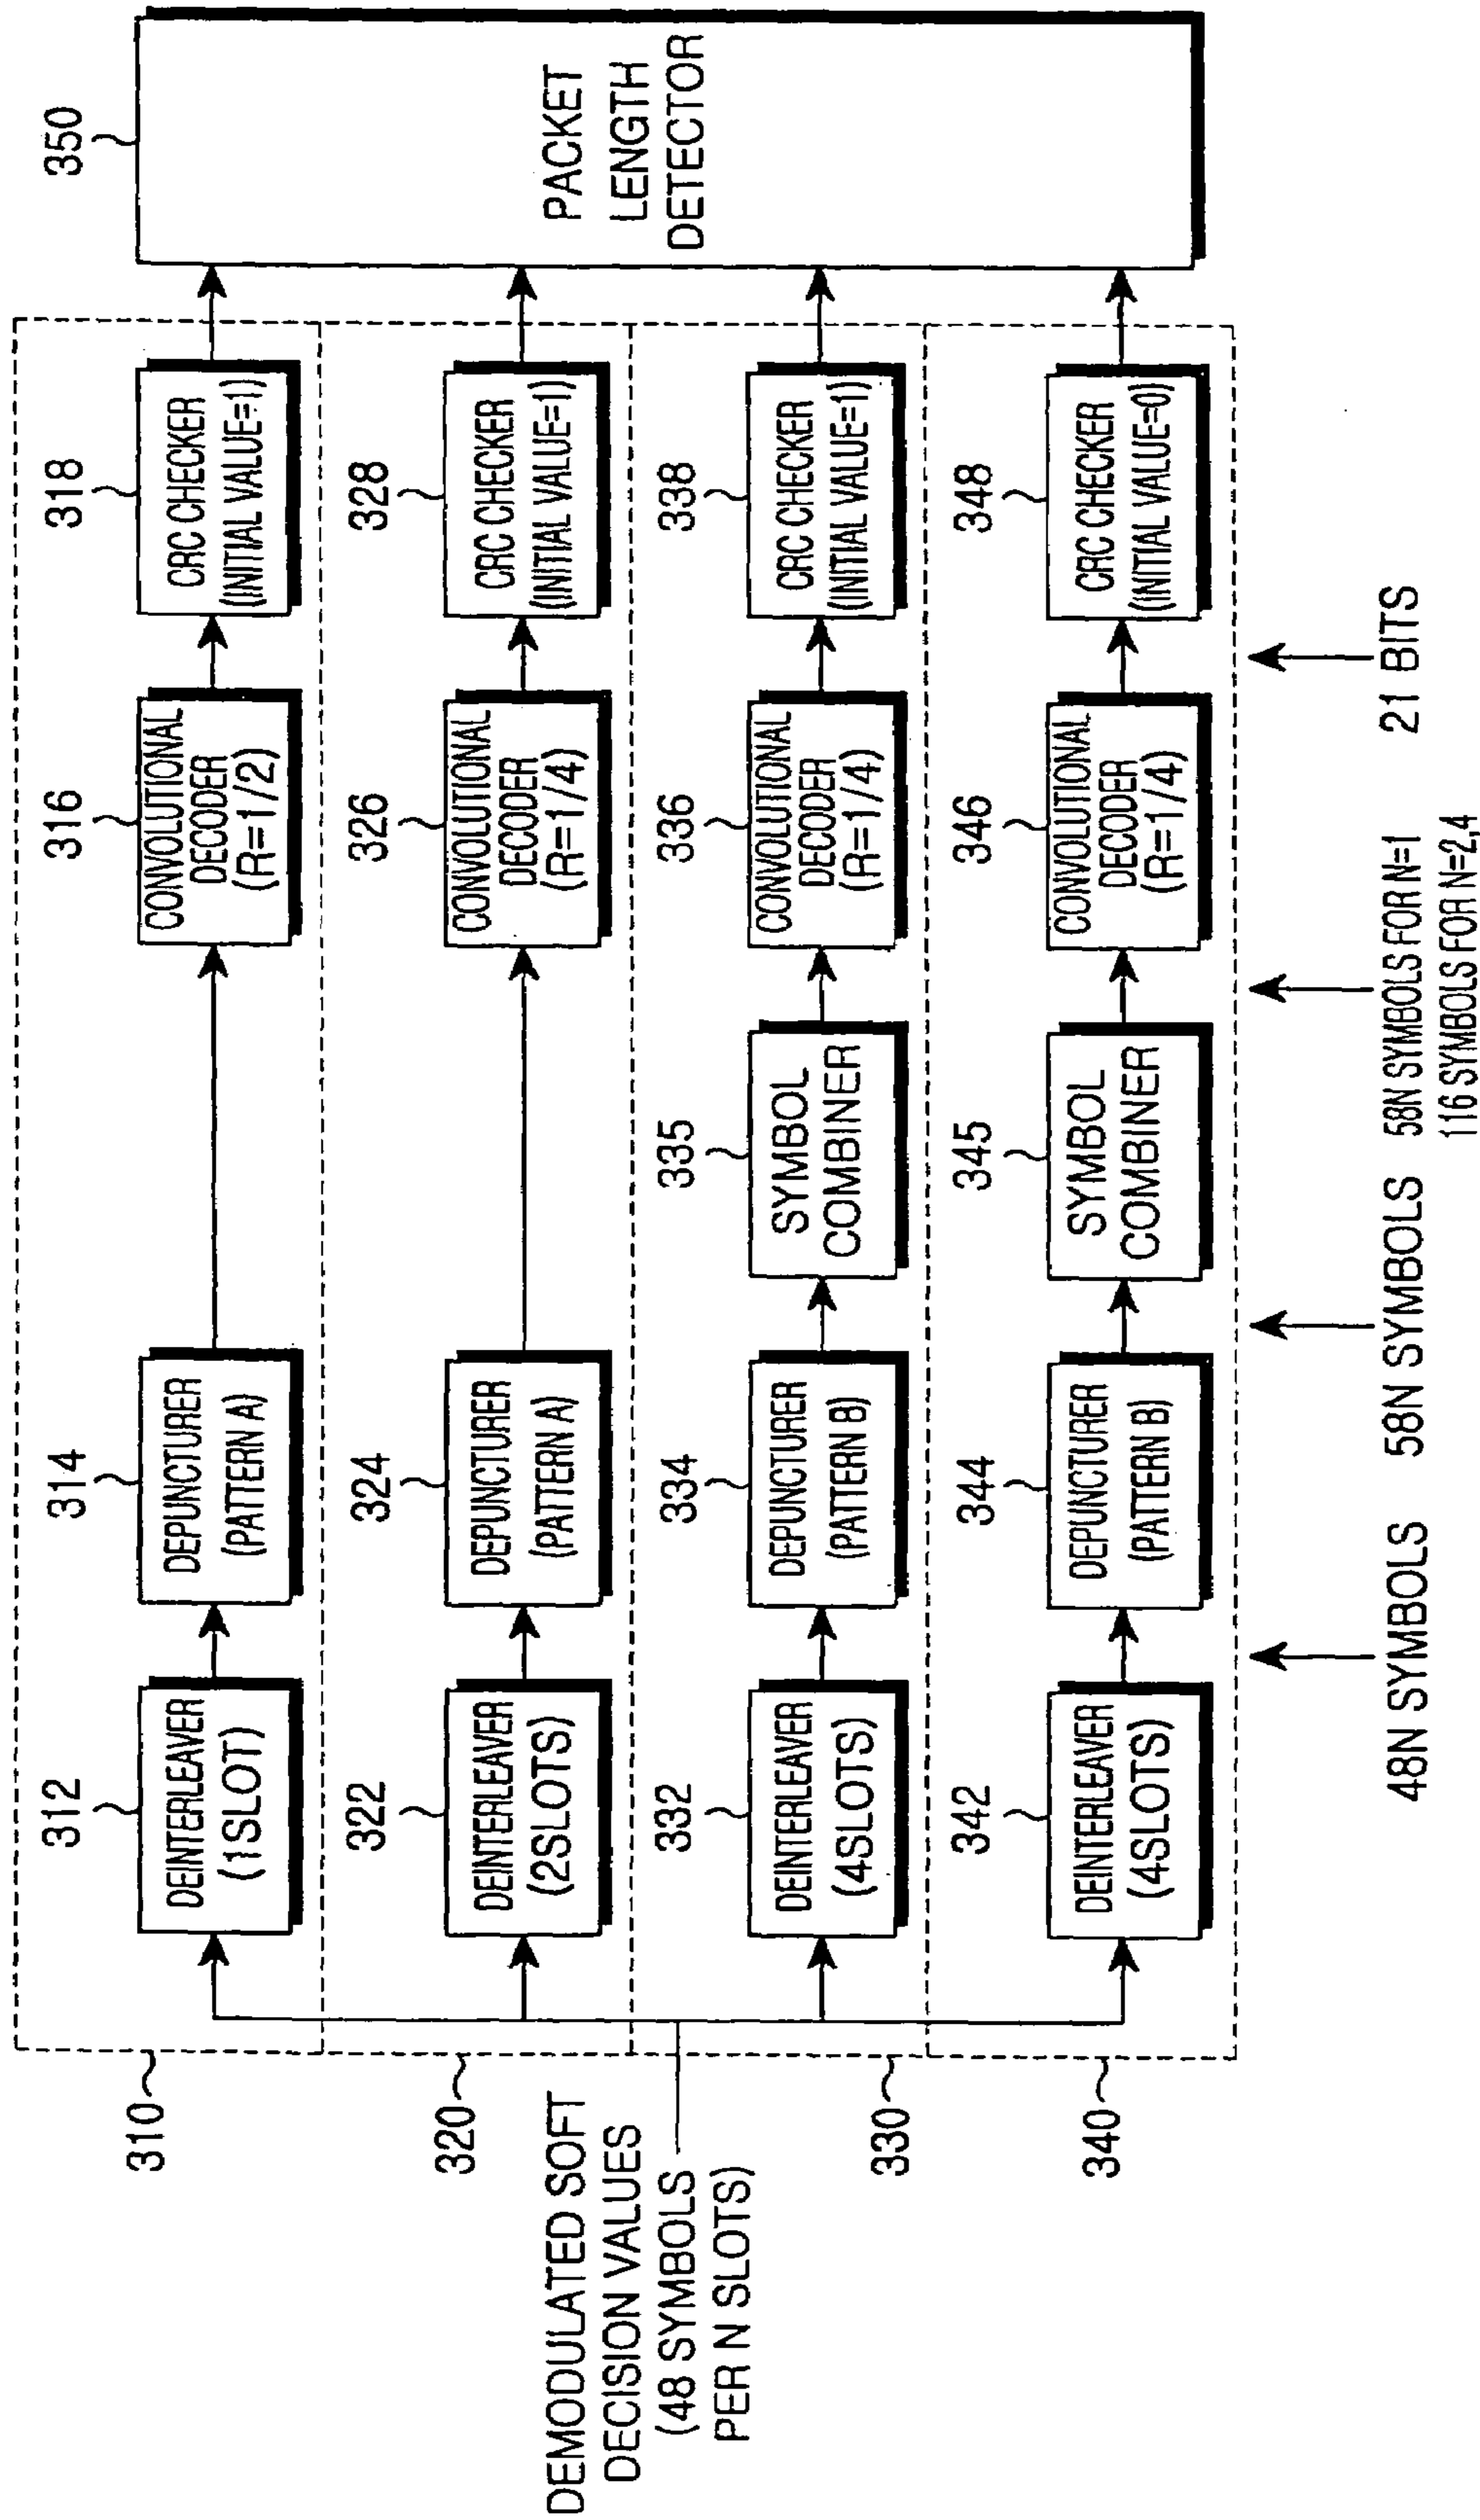 DEMODULATED SOFT
DECISION VALUES
(48 SYMBOLS
PER N SLOTS)
310
312
DEINTERLEAVER
(1SLOT)
314
DEPUNCTURER
(PATTERN A)
316
CONVOLUTIONAL
DECODER
(R=1/2)
318
CRC CHECKER
(INITIAL VALUE=1)
320
322
DEINTERLEAVER
(2SLOTS)
324
DEPUNCTURER
(PATTERN A)
326
CONVOLUTIONAL
DECODER
(R=1/4)
328
CRC CHECKER
(INITIAL VALUE=1)
330
332
DEINTERLEAVER
(4SLOTS)
334
DEPUNCTURER
(PATTERN B)
335
SYMBOL
COMBINER
336
CONVOLUTIONAL
DECODER
(R=1/4)
338
CRC CHECKER
(INITIAL VALUE=1)
340
342
DEINTERLEAVER
(4SLOTS)
344
DEPUNCTURER
(PATTERN B)
345
SYMBOL
COMBINER
346
CONVOLUTIONAL
DECODER
(R=1/4)
348
CRC CHECKER
(INITIAL VALUE=0)
350
PACKET
LENGTH
DETECTOR
48N SYMBOLS
58N SYMBOLS
58N SYMBOLS FOR N=1
116 SYMBOLS FOR N=2,4
21 BITS